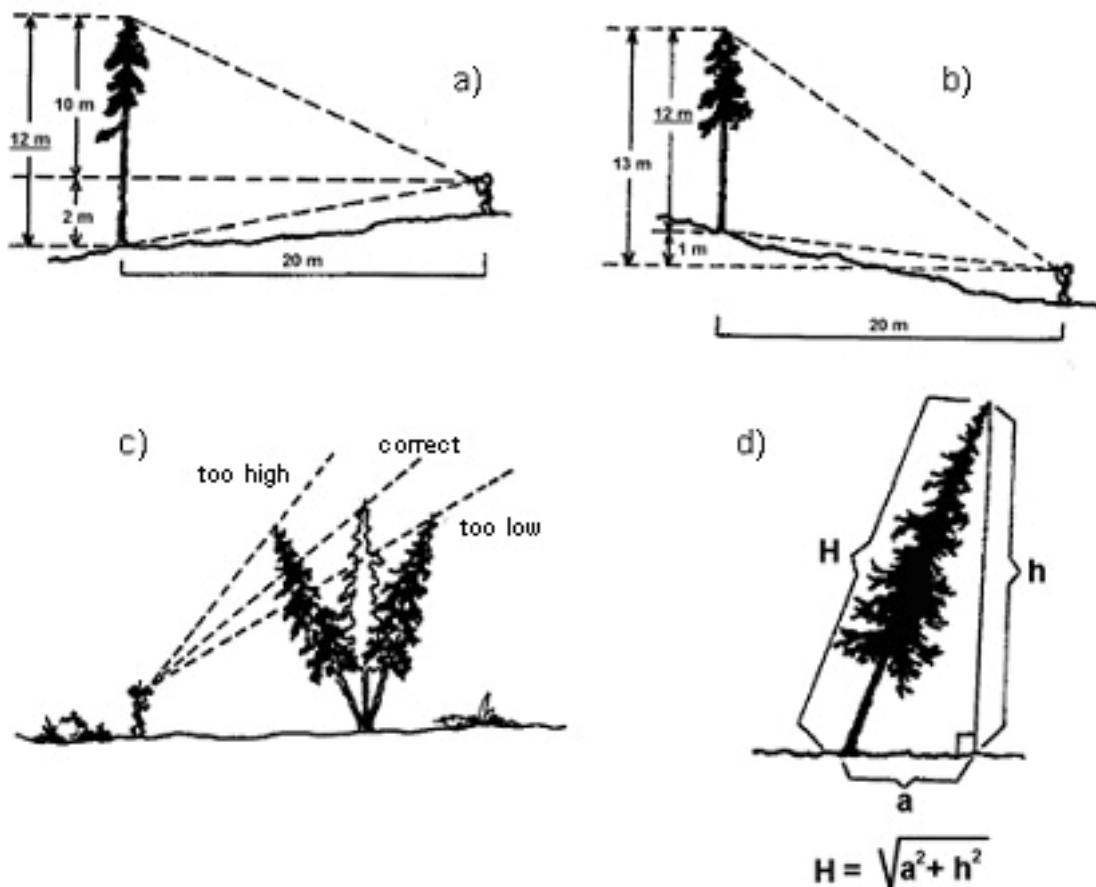 a)
12 m
10 m
2 m
20 m
b)
13 m
12 m
1 m
20 m
c)
too high
correct
too low
d)
H
h
a
H = √a²+ h²